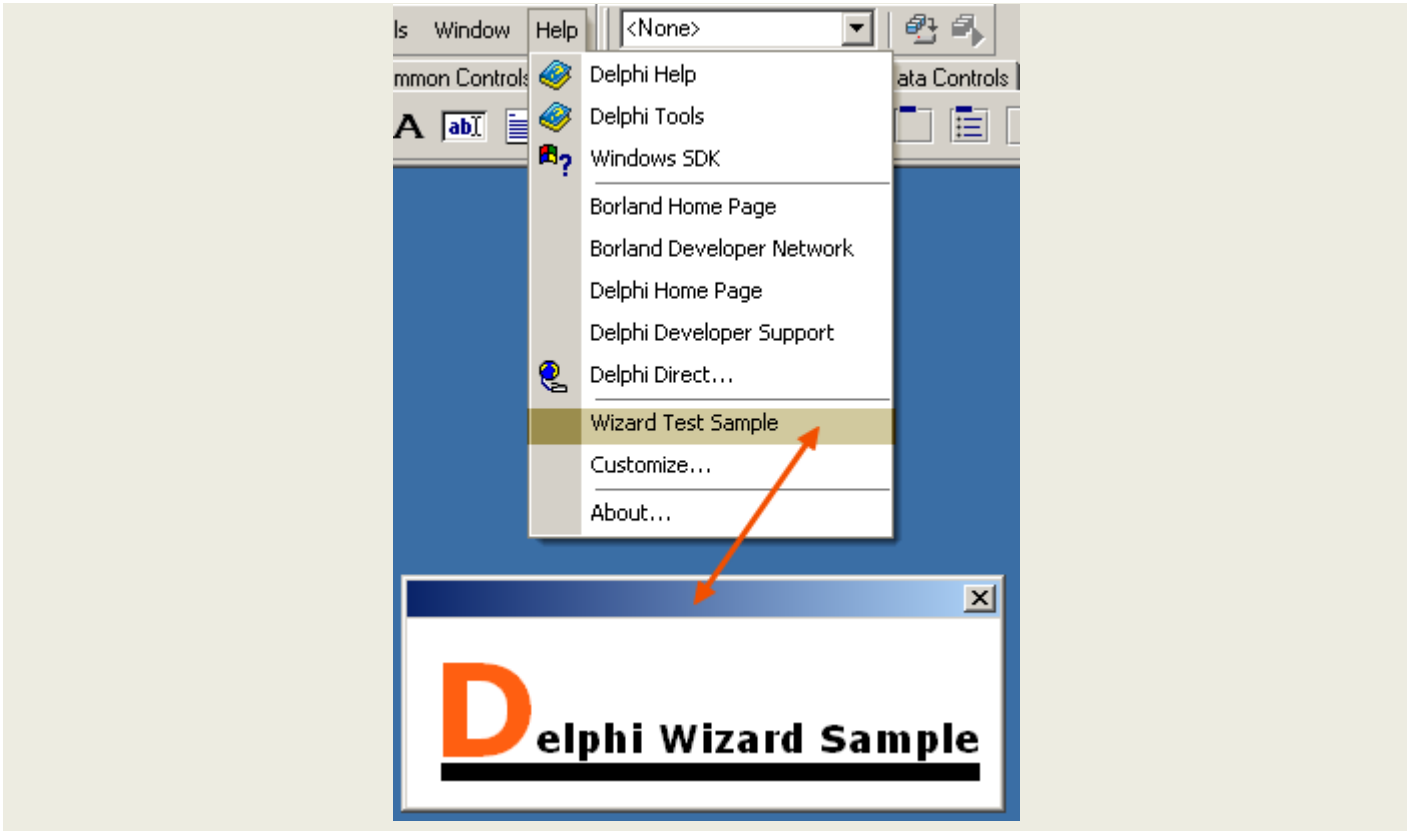 ls Window Help <None>
mmon Controls ata Controls
A ab
Delphi Help
Delphi Tools
? Windows SDK
Borland Home Page
Borland Developer Network
Delphi Home Page
Delphi Developer Support
Delphi Direct...
Wizard Test Sample
Customize...
About...
Delphi Wizard Sample